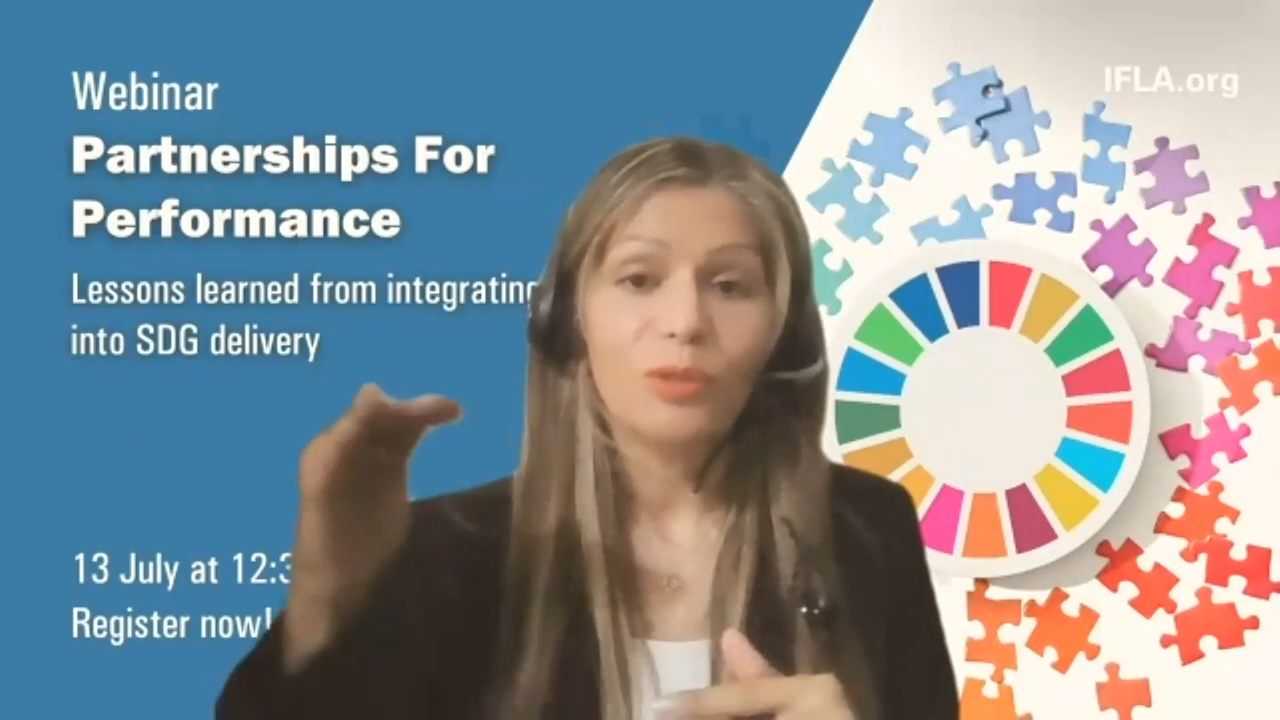 Webinar
IFLA.org
Partnerships For
Performance
Lessons learned from integrating
into SDG delivery
13 July at 12:3
Register now!